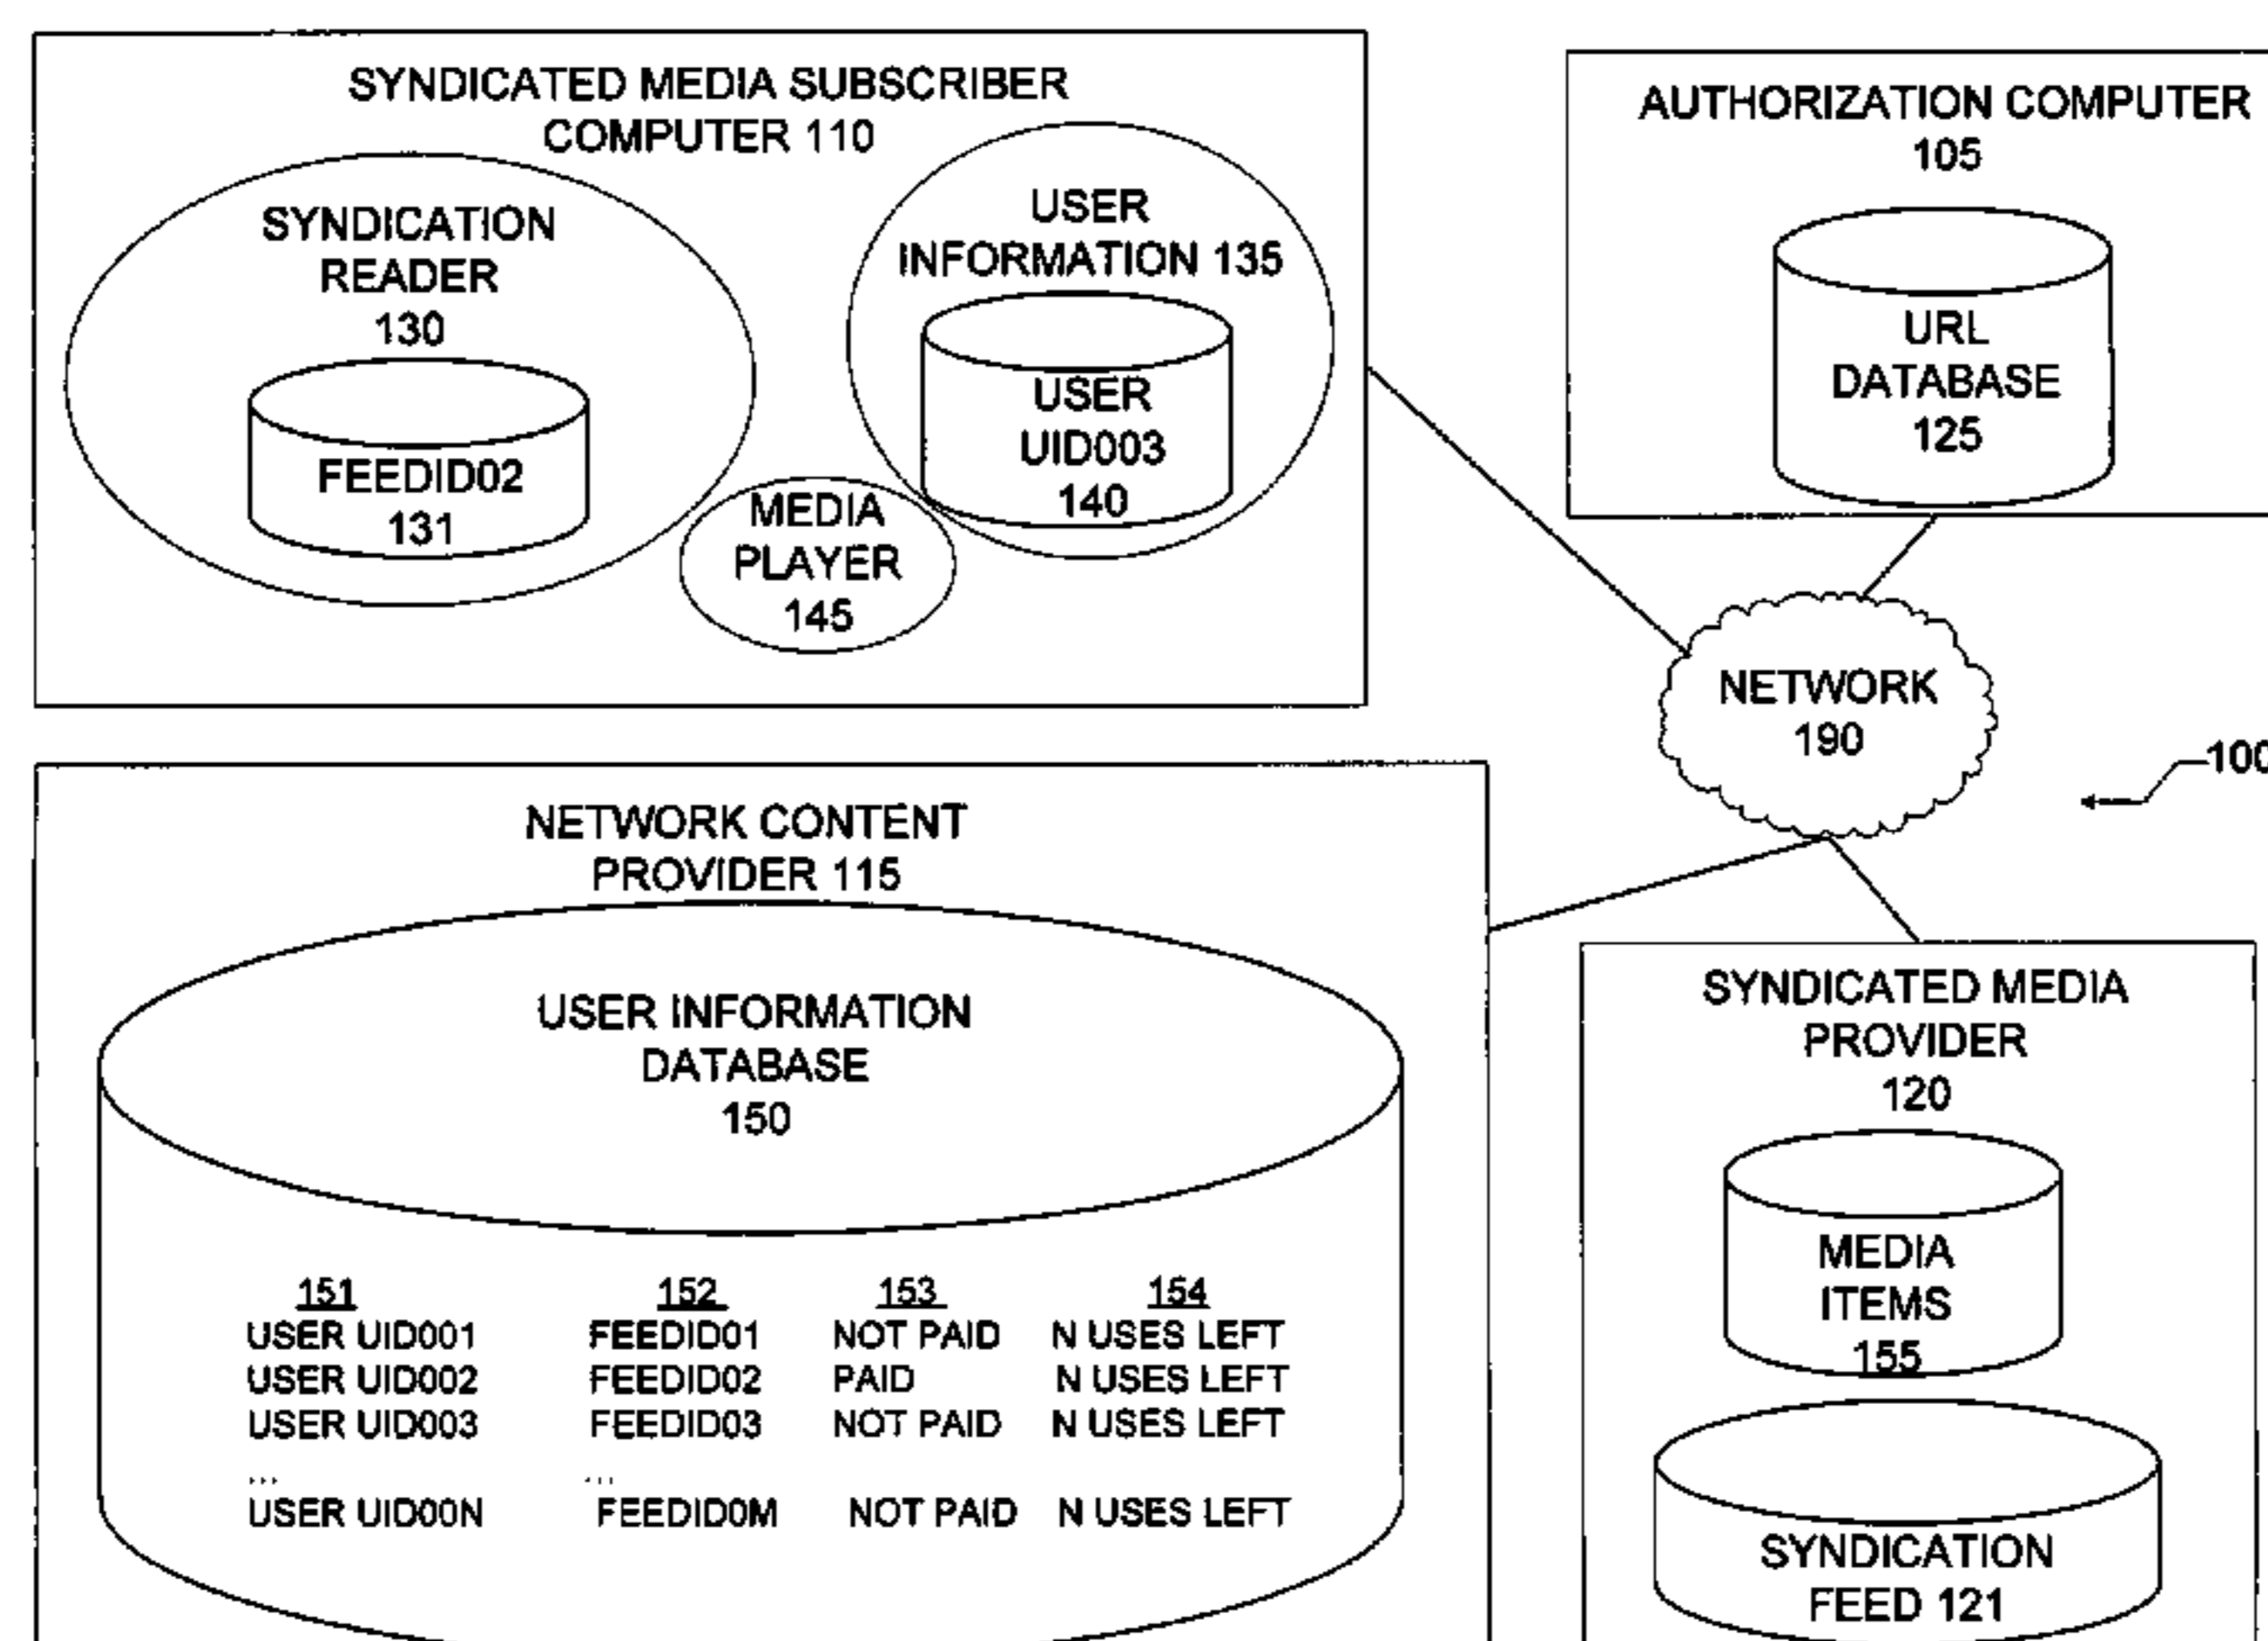 SYNDICATED MEDIA SUBSCRIBER
COMPUTER 110
SYNDICATION
READER
130
FEEDID02
131
USER
INFORMATION 135
USER
UID003
140
MEDIA
PLAYER
145
AUTHORIZATION COMPUTER
105
URL
DATABASE
125
NETWORK
190
100
NETWORK CONTENT
PROVIDER 115
USER INFORMATION
DATABASE
150
151 152 153 154
USER UID001 FEEDID01 NOT PAID N USES LEFT
USER UID002 FEEDID02 PAID N USES LEFT
USER UID003 FEEDID03 NOT PAID N USES LEFT
... ...
USER UID00N FEEDID0M NOT PAID N USES LEFT
SYNDICATED MEDIA
PROVIDER
120
MEDIA
ITEMS
155
SYNDICATION
FEED 121